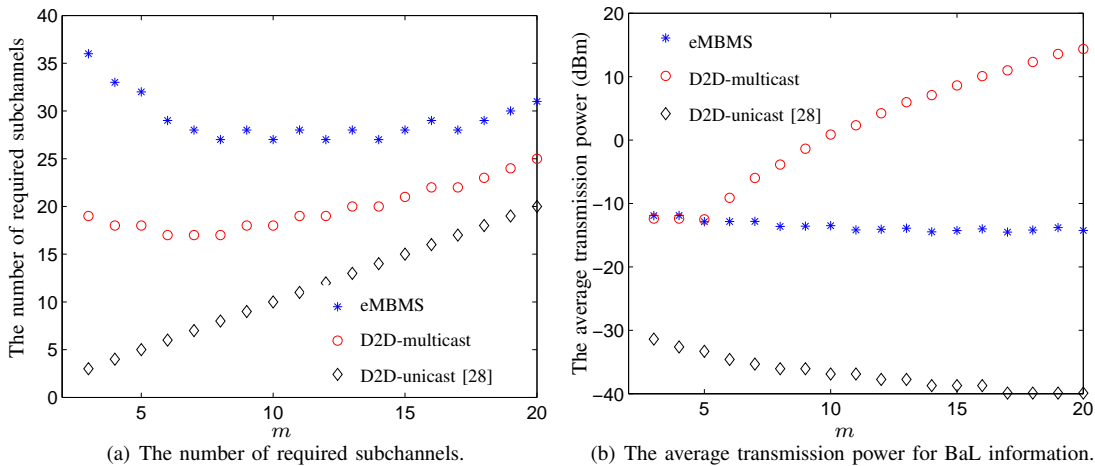 The number of required subchannels
40
35
30
25
20
15
10
5
0
5
10
15
20
m
eMBMS
D2D-multicast
D2D-unicast [28]
(a) The number of required subchannels.
The average transmission power (dBm)
20
10
0
−10
−20
−30
−40
5
10
15
20
m
eMBMS
D2D-multicast
D2D-unicast [28]
(b) The average transmission power for BaL information.